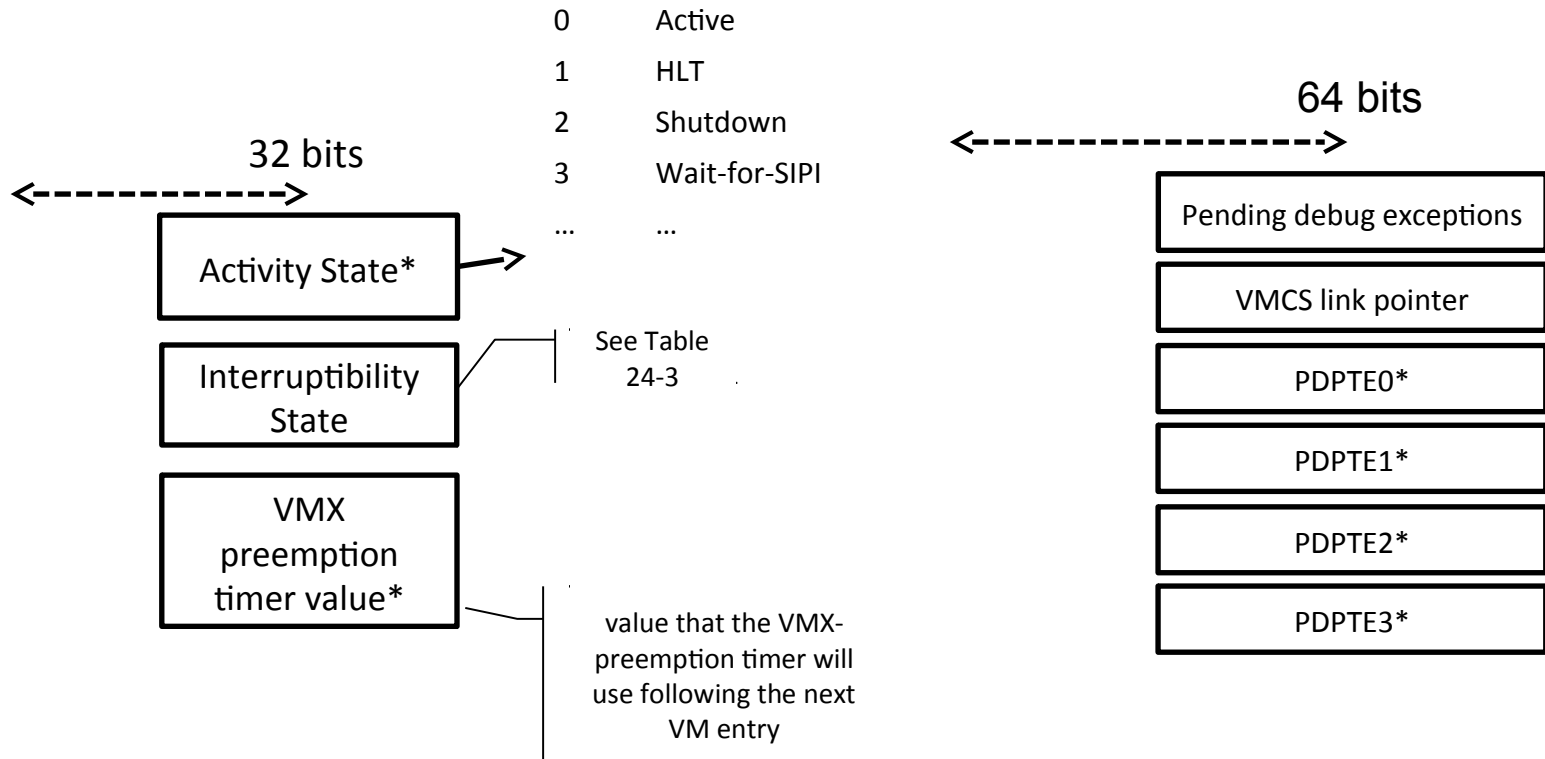 0 Active
1 HLT
2 Shutdown
3 Wait-for-SIPI
... ...
32 bits
Activity State*
Interruptibility
State
See Table
24-3
VMX
preemption
timer value*
value that the VMX-
preemption timer will
use following the next
VM entry
64 bits
Pending debug exceptions
VMCS link pointer
PDPTE0*
PDPTE1*
PDPTE2*
PDPTE3*